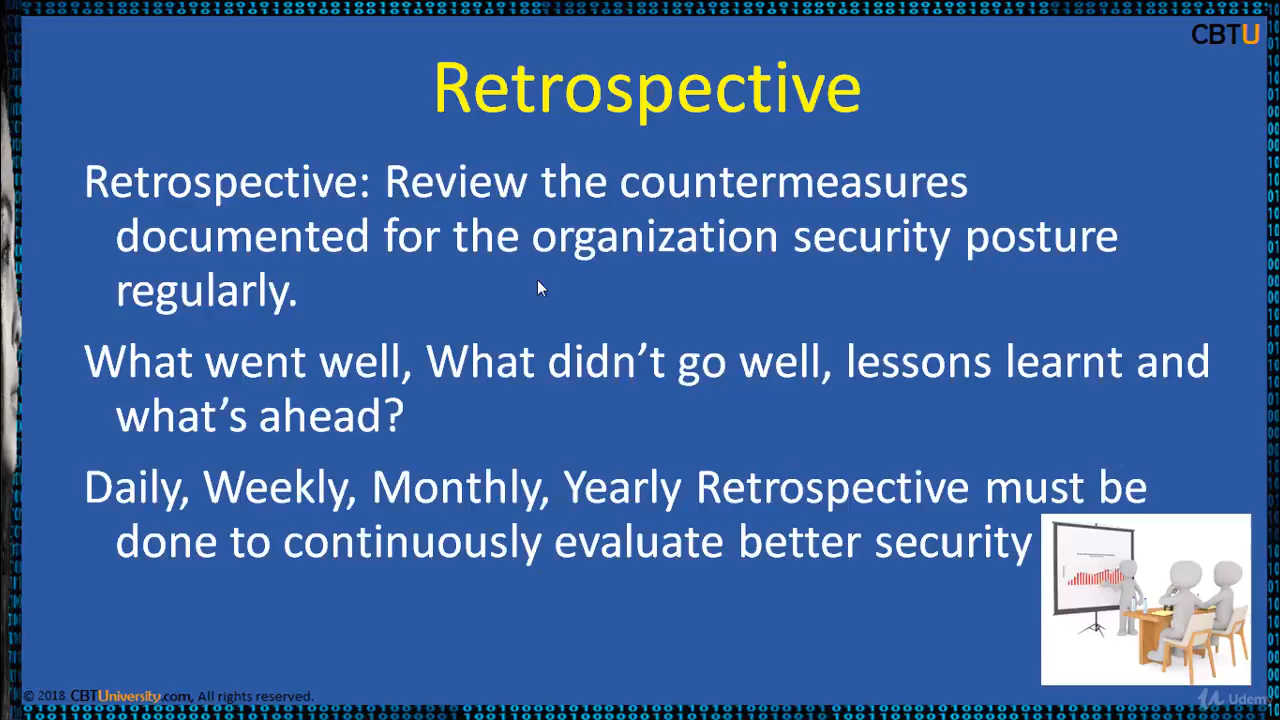 CBTU
Retrospective
Retrospective: Review the countermeasures
documented for the organization security posture
regularly.
What went well, What didn't go well, lessons learnt and
what's ahead?
Daily, Weekly, Monthly, Yearly Retrospective must be
done to continuously evaluate better security
© 2018 CBTUniversity.com, All rights reserved.
Udemy